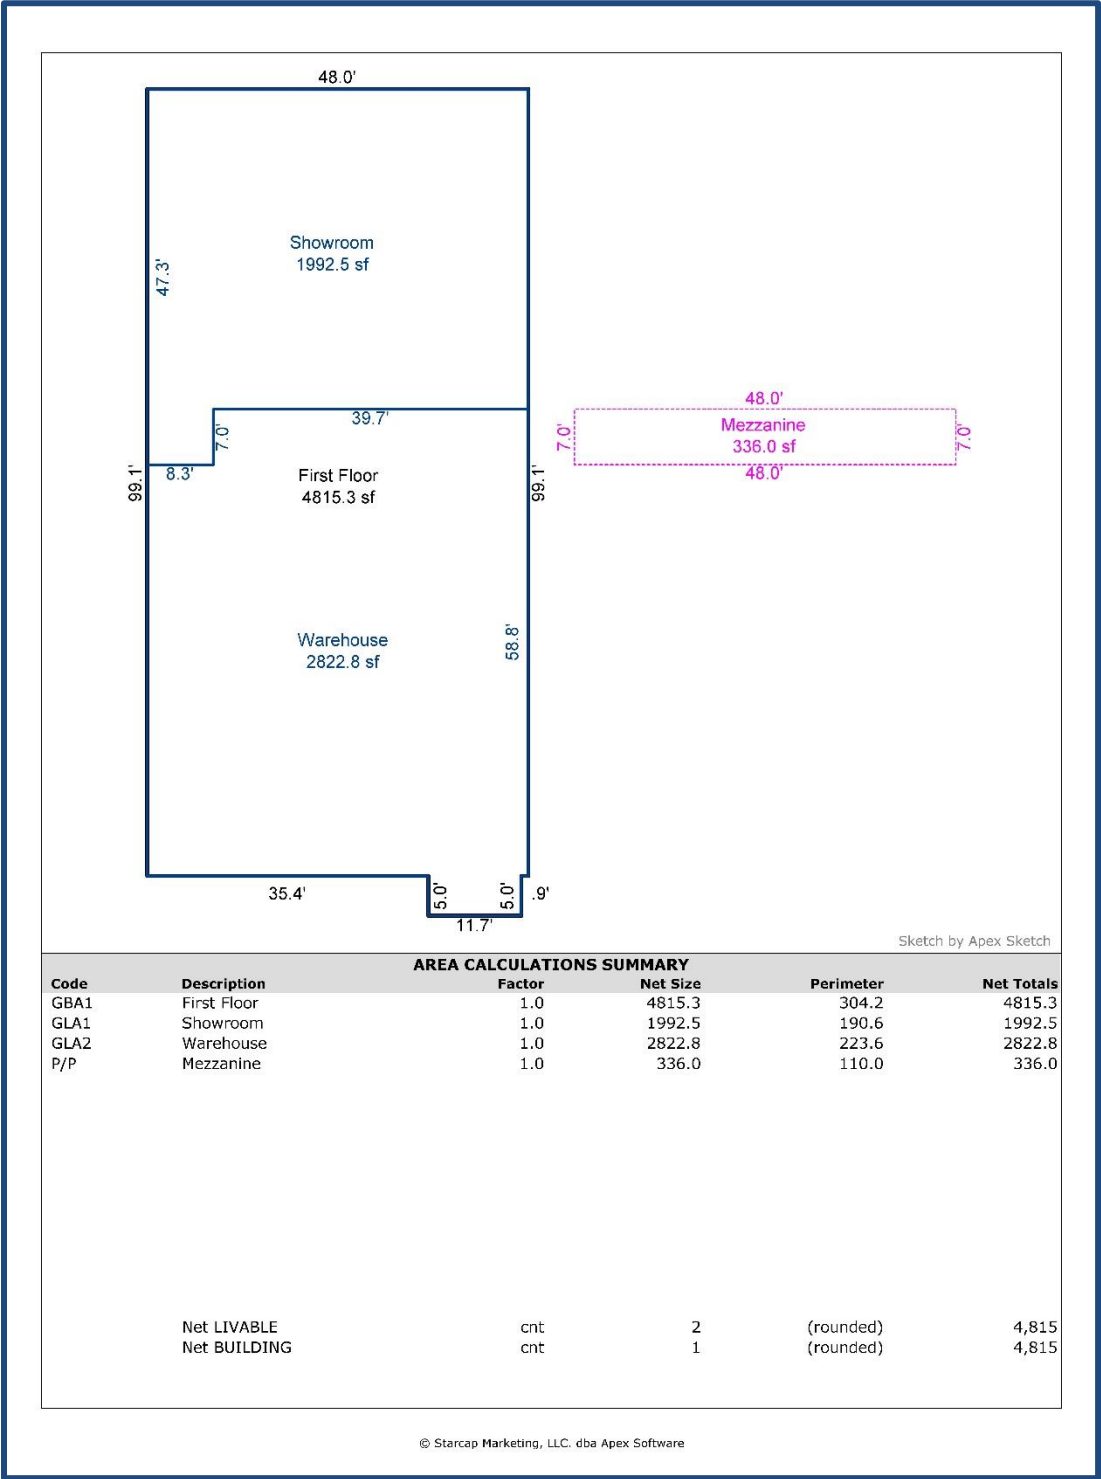 48.0'
Showroom
1992.5 sf
47.3'
48.0'
39.7'
Mezzanine
7.0'
7.0'
7.0'
336.0 sf
8.3'
First Floor
48.0'
99.1'
4815.3 sf
99.1'
Warehouse
58.8'
2822.8 sf
35.4'
5.0'
5.0'
.9'
11.7'
Sketch by Apex Sketch
AREA CALCULATIONS SUMMARY
Code Description Factor Net Size Perimeter Net Totals
GBA1 First Floor 1.0 4815.3 304.2 4815.3
GLA1 Showroom 1.0 1992.5 190.6 1992.5
GLA2 Warehouse 1.0 2822.8 223.6 2822.8
P/P Mezzanine 1.0 336.0 110.0 336.0
Net LIVABLE cnt 2 (rounded) 4,815
Net BUILDING cnt 1 (rounded) 4,815
© Starcap Marketing, LLC. dba Apex Software